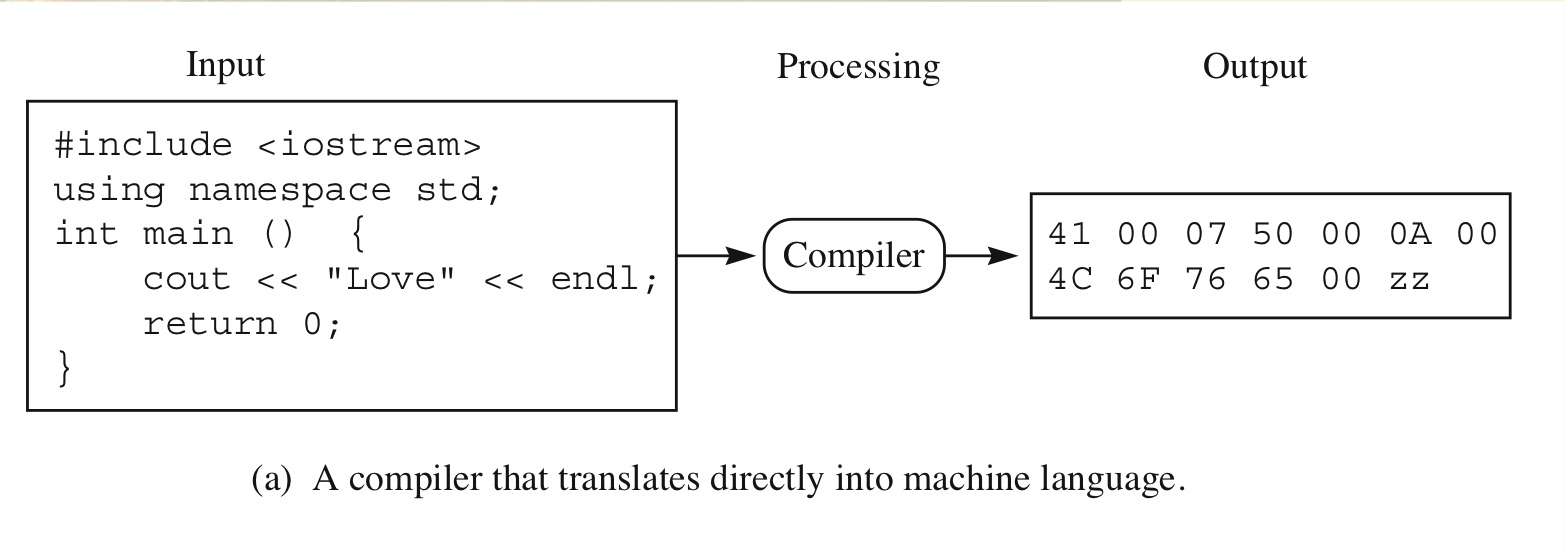 Input
Processing
Output
#include <iostream>
using namespace std;
int main ()  {
    cout << "Love" << endl;
    return 0;
}
Compiler
41 00 07 50 00 0A 00
4C 6F 76 65 00 zz
(a) A compiler that translates directly into machine language.